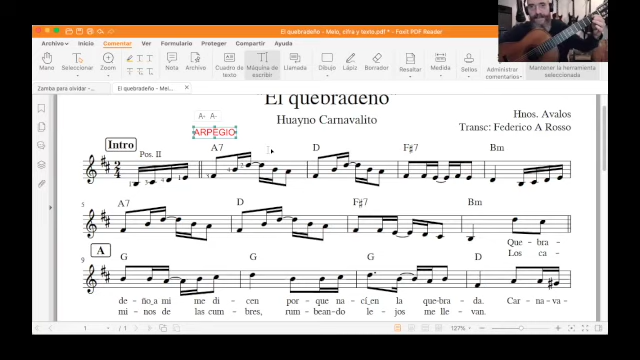 El quebradeño - Melo, cifra y texto.pdf * - Foxit PDF Reader
Archivo Inicio Comentar Ver Formulario Proteger Compartir Ayuda
Mano Seleccionar Zoom Nota Archivo Cuadro de texto Máquina de escribir Llamada Dibujo Lápiz Borrador Resaltar Medida Sellos Administrar comentarios Mantener la herramienta seleccionada
Zamba para olvidar - El quebradeño - Mel...
El quebradeño
Huayno Carnavalito
Hnos. Avalos
Transc: Federico A Rosso
A- A-
ARPEGIO
Intro
Pos. II A7 D F#7 Bm
5 A7 D F#7 Bm
Que - bra -
Los ca -
A
9 G G G G
de - ño_a mi me di - cen por - que na - cí_en la que-bra - da. Car - na - va -
mi - nos de las cum - bres, rum - bean-do le - jos me lle - van.
1 / 1 127%